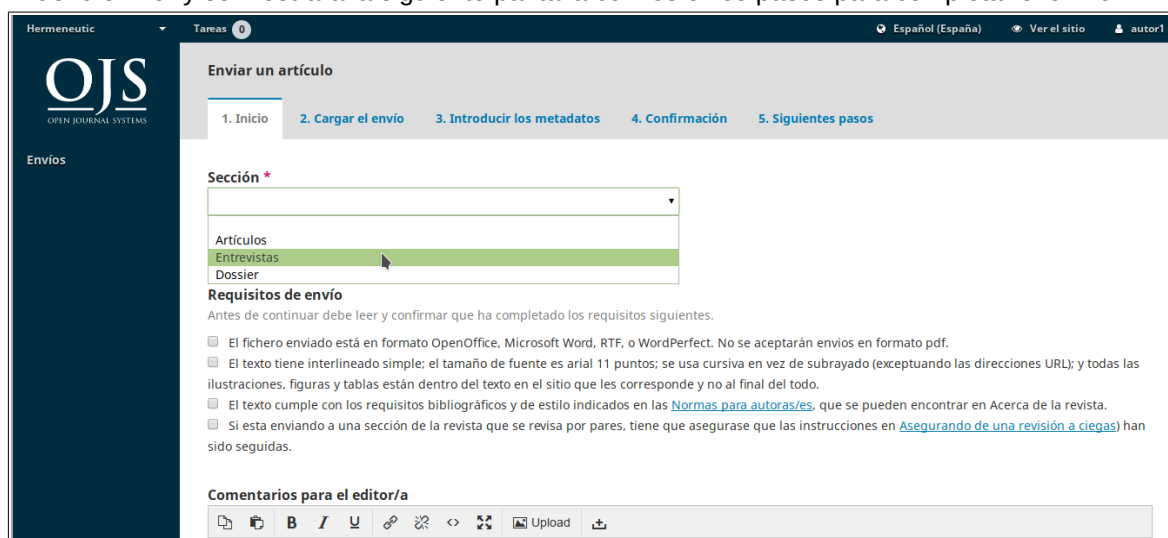 Hermeneutic
Tareas 0
Español (España)
Ver el sitio
autor1
OJS
OPEN JOURNAL SYSTEMS
Envíos
Enviar un artículo
1. Inicio
2. Cargar el envío
3. Introducir los metadatos
4. Confirmación
5. Siguientes pasos
Sección *
Artículos
Entrevistas
Dossier
Requisitos de envío
Antes de continuar debe leer y confirmar que ha completado los requisitos siguientes.
El fichero enviado está en formato OpenOffice, Microsoft Word, RTF, o WordPerfect. No se aceptarán envios en formato pdf.
El texto tiene interlineado simple; el tamaño de fuente es arial 11 puntos; se usa cursiva en vez de subrayado (exceptuando las direcciones URL); y todas las
ilustraciones, figuras y tablas están dentro del texto en el sitio que les corresponde y no al final del todo.
El texto cumple con los requisitos bibliográficos y de estilo indicados en las Normas para autoras/es, que se pueden encontrar en Acerca de la revista.
Si esta enviando a una sección de la revista que se revisa por pares, tiene que asegurase que las instrucciones en Asegurando de una revisión a ciegas) han
sido seguidas.
Comentarios para el editor/a
B I U Upload